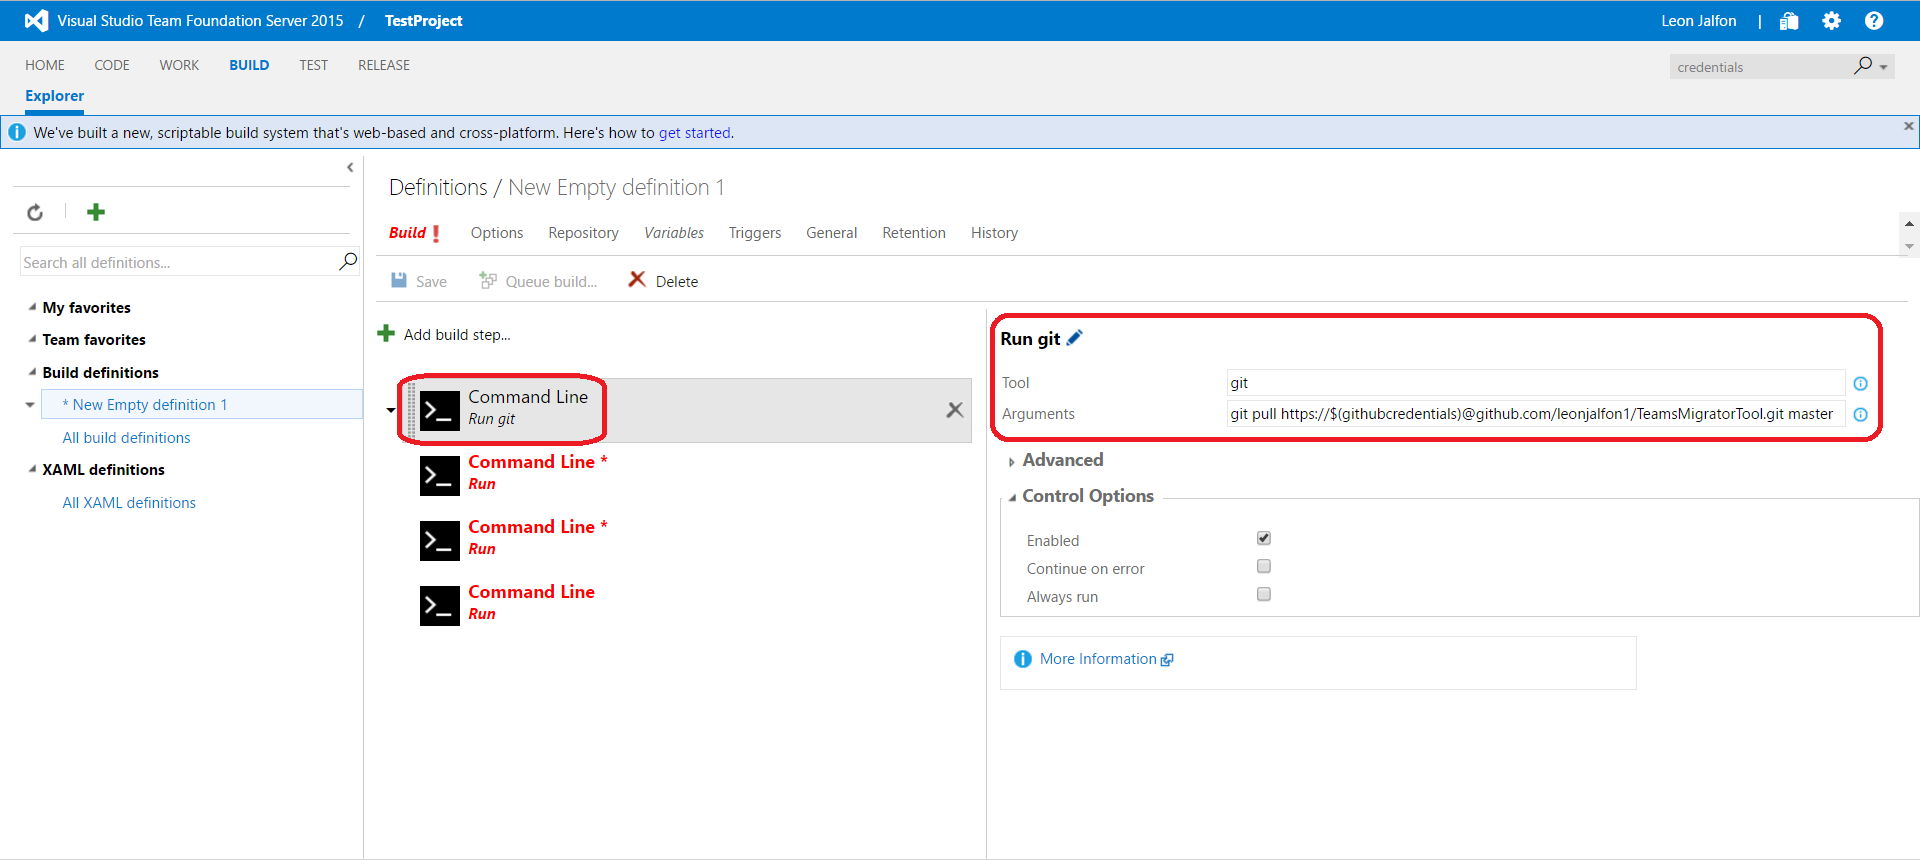 Visual Studio Team Foundation Server 2015 / TestProject
Leon Jalfon |
HOME CODE WORK BUILD TEST RELEASE
credentials
Explorer
We've built a new, scriptable build system that's web-based and cross-platform. Here's how to get started.
Search all definitions...
My favorites
Team favorites
Build definitions
* New Empty definition 1
All build definitions
XAML definitions
All XAML definitions
Definitions / New Empty definition 1
Build Options Repository Variables Triggers General Retention History
Save Queue build... Delete
Add build step...
Command Line
Run git
Command Line *
Run
Command Line *
Run
Command Line
Run
Run git
Tool git
Arguments git pull https://$(githubcredentials)@github.com/leonjalfon1/TeamsMigratorTool.git master
Advanced
Control Options
Enabled
Continue on error
Always run
More Information